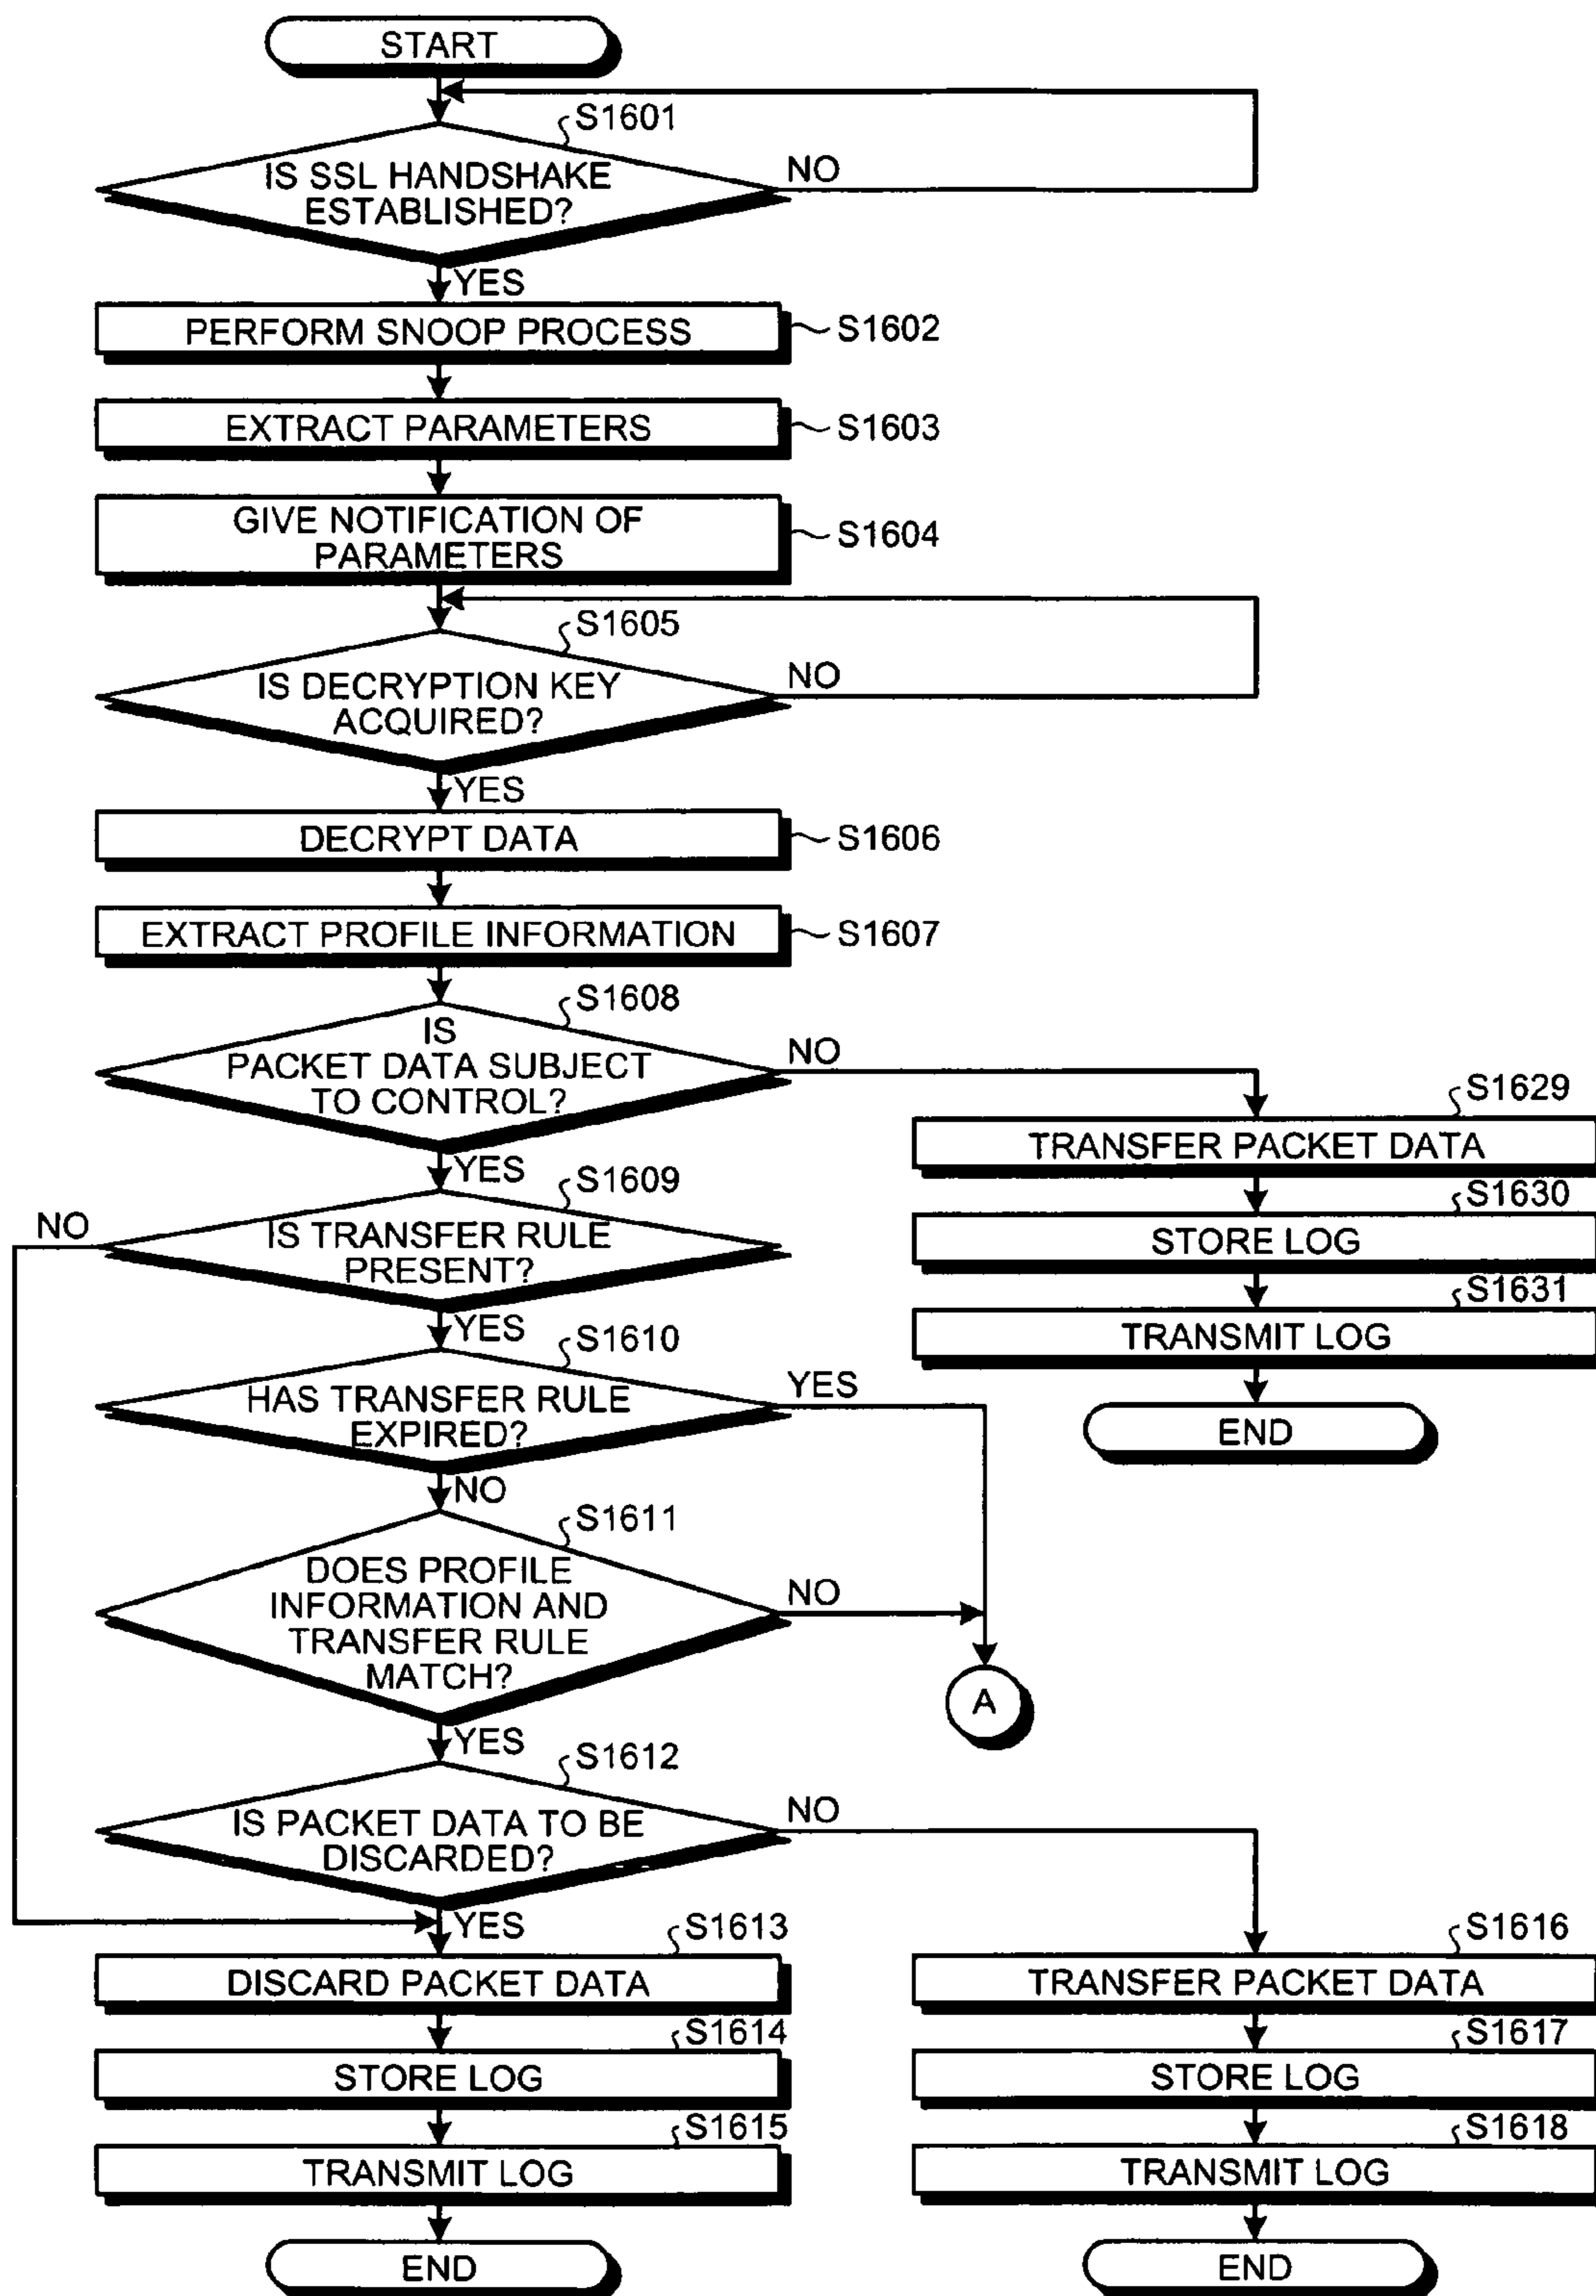 START
S1601
IS SSL HANDSHAKE
ESTABLISHED?
NO
YES
PERFORM SNOOP PROCESS
S1602
EXTRACT PARAMETERS
S1603
GIVE NOTIFICATION OF
PARAMETERS
S1604
S1605
IS DECRYPTION KEY
ACQUIRED?
NO
YES
DECRYPT DATA
S1606
EXTRACT PROFILE INFORMATION
S1607
S1608
IS
PACKET DATA SUBJECT
TO CONTROL?
NO
YES
S1629
TRANSFER PACKET DATA
S1630
STORE LOG
S1631
TRANSMIT LOG
END
S1609
IS TRANSFER RULE
PRESENT?
NO
YES
S1610
HAS TRANSFER RULE
EXPIRED?
YES
NO
S1611
DOES PROFILE
INFORMATION AND
TRANSFER RULE
MATCH?
NO
A
YES
S1612
IS PACKET DATA TO BE
DISCARDED?
NO
YES
S1613
DISCARD PACKET DATA
S1614
STORE LOG
S1615
TRANSMIT LOG
END
S1616
TRANSFER PACKET DATA
S1617
STORE LOG
S1618
TRANSMIT LOG
END